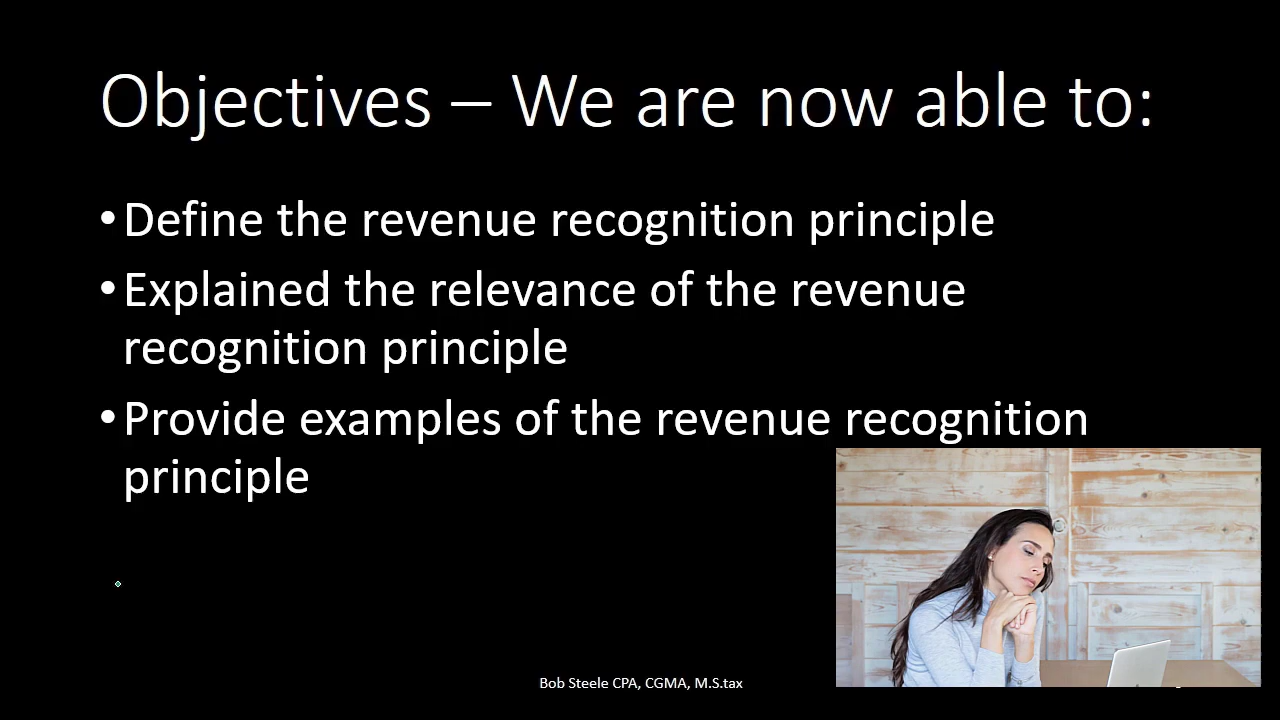 Objectives – We are now able to:
•Define the revenue recognition principle
•Explained the relevance of the revenue
recognition principle
•Provide examples of the revenue recognition
principle
Bob Steele CPA, CGMA, M.S.tax